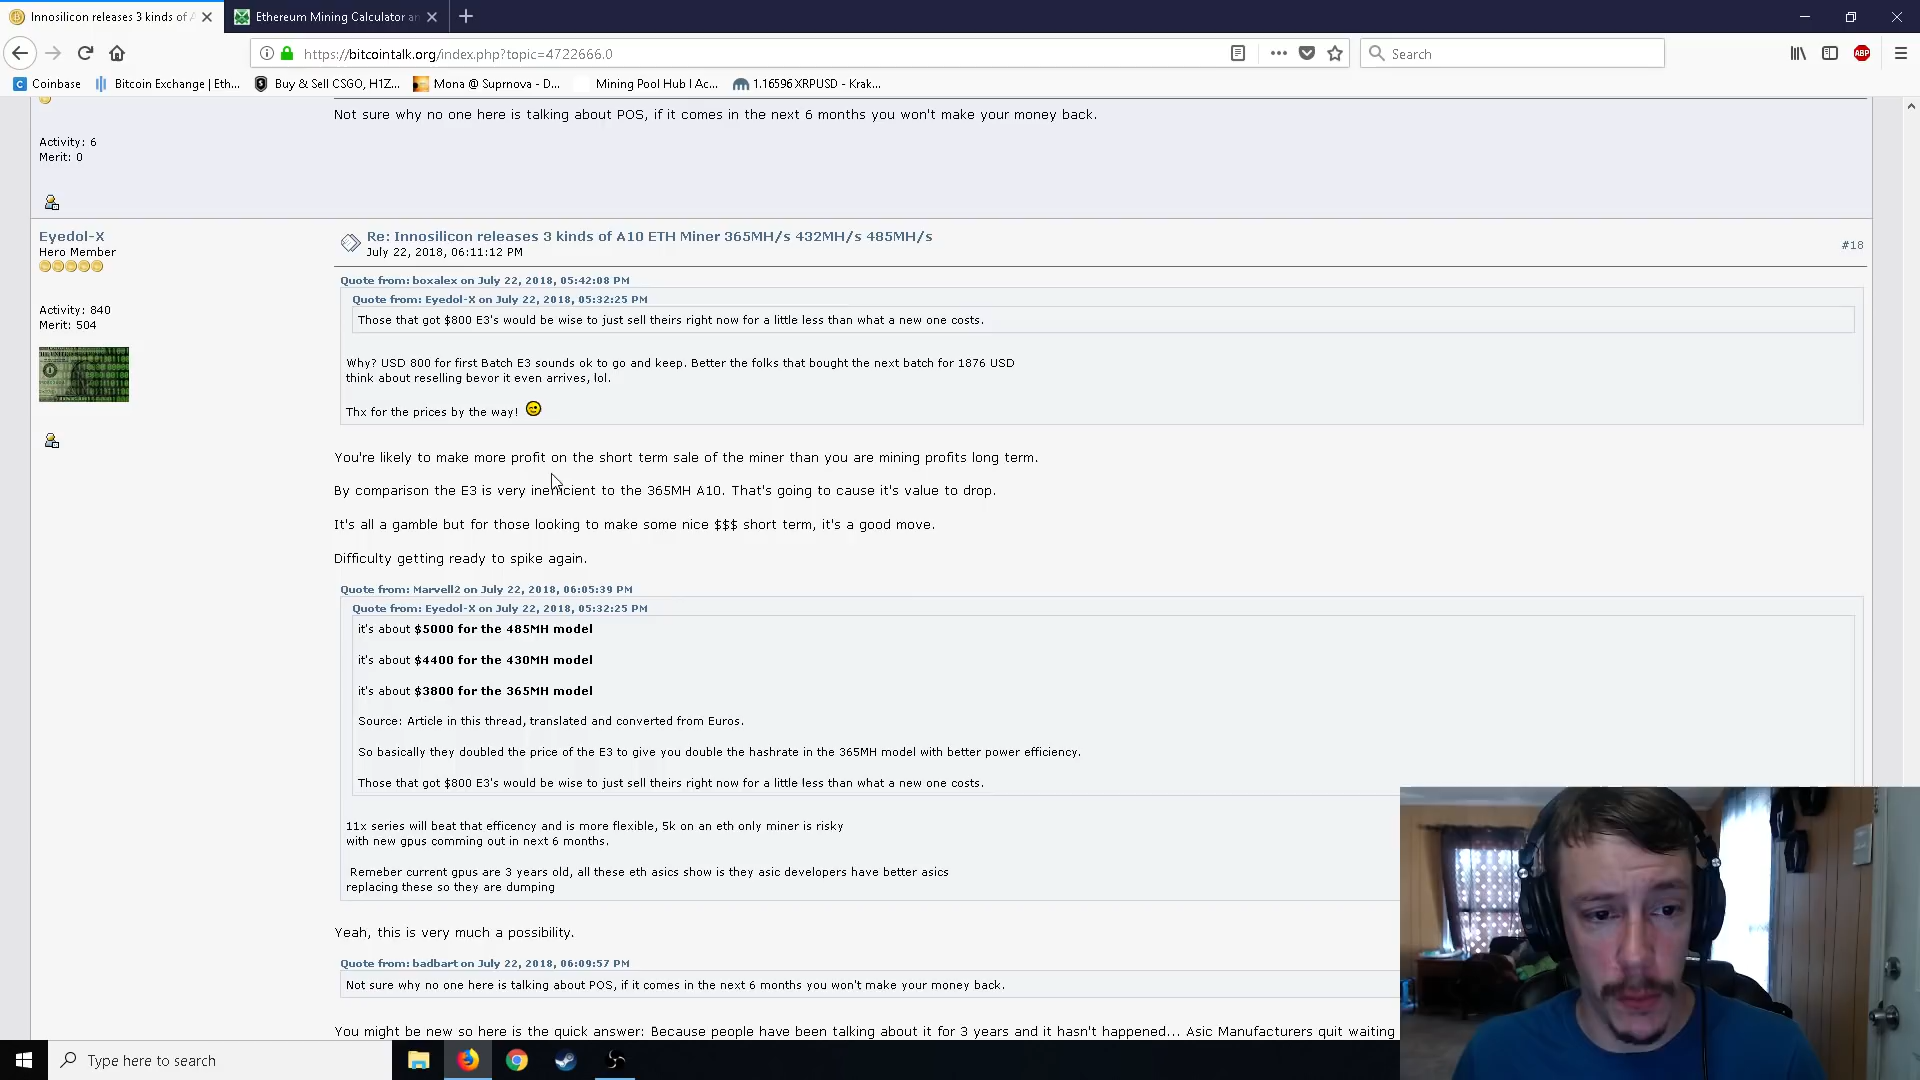 Innosilicon releases 3 kinds of A
Ethereum Mining Calculator an
https://bitcointalk.org/index.php?topic=4722666.0
Search
ABP
Coinbase
Bitcoin Exchange | Eth...
Buy & Sell CSGO, H1Z...
Mona @ Suprnova - D...
Mining Pool Hub I Ac...
1.16596 XRPUSD - Krak...
Not sure why no one here is talking about POS, if it comes in the next 6 months you won't make your money back.
Activity: 6
Merit: 0
Eyedol-X
Hero Member
Activity: 840
Merit: 504
Re: Innosilicon releases 3 kinds of A10 ETH Miner 365MH/s 432MH/s 485MH/s
July 22, 2018, 06:11:12 PM
#18
Quote from: boxalex on July 22, 2018, 05:42:08 PM
Quote from: Eyedol-X on July 22, 2018, 05:32:25 PM
Those that got $800 E3's would be wise to just sell theirs right now for a little less than what a new one costs.
Why? USD 800 for first Batch E3 sounds ok to go and keep. Better the folks that bought the next batch for 1876 USD
think about reselling bevor it even arrives, lol.
Thx for the prices by the way!
You're likely to make more profit on the short term sale of the miner than you are mining profits long term.
By comparison the E3 is very inefficient to the 365MH A10. That's going to cause it's value to drop.
It's all a gamble but for those looking to make some nice $$$ short term, it's a good move.
Difficulty getting ready to spike again.
Quote from: Marvell2 on July 22, 2018, 06:05:39 PM
Quote from: Eyedol-X on July 22, 2018, 05:32:25 PM
it's about $5000 for the 485MH model
it's about $4400 for the 430MH model
it's about $3800 for the 365MH model
Source: Article in this thread, translated and converted from Euros.
So basically they doubled the price of the E3 to give you double the hashrate in the 365MH model with better power efficiency.
Those that got $800 E3's would be wise to just sell theirs right now for a little less than what a new one costs.
11x series will beat that efficency and is more flexible, 5k on an eth only miner is risky
with new gpus comming out in next 6 months.
Remeber current gpus are 3 years old, all these eth asics show is they asic developers have better asics
replacing these so they are dumping
Yeah, this is very much a possibility.
Quote from: badbart on July 22, 2018, 06:09:57 PM
Not sure why no one here is talking about POS, if it comes in the next 6 months you won't make your money back.
You might be new so here is the quick answer: Because people have been talking about it for 3 years and it hasn't happened... Asic Manufacturers quit waiting
Type here to search